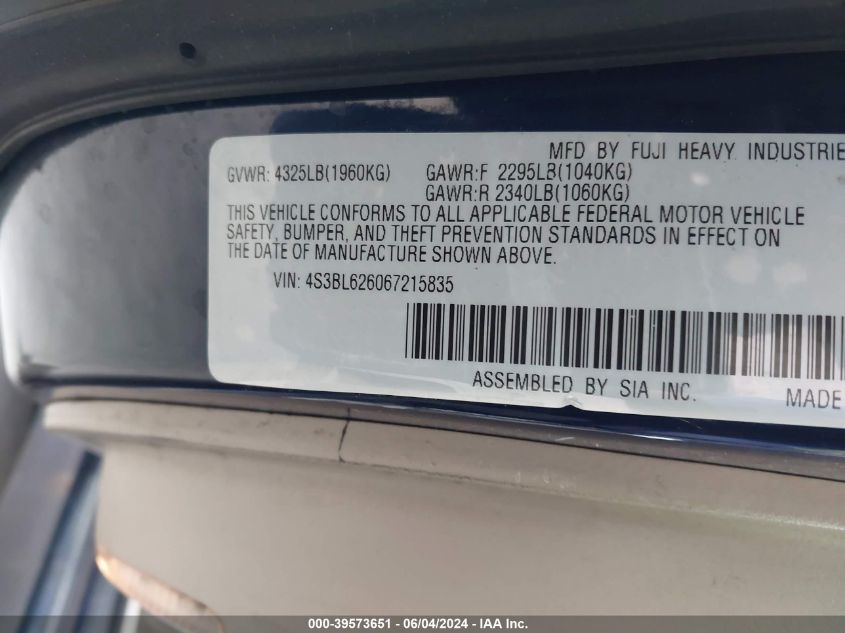 MFD BY FUJI HEAVY INDUSTRIE
GVWR: 4325LB(1960KG) GAWR:F 2295LB(1040KG)
GAWR:R 2340LB(1060KG)
THIS VEHICLE CONFORMS TO ALL APPLICABLE FEDERAL MOTOR VEHICLE
SAFETY, BUMPER, AND THEFT PREVENTION STANDARDS IN EFFECT ON
THE DATE OF MANUFACTURE SHOWN ABOVE.
VIN: 4S3BL626067215835
ASSEMBLED BY SIA INC.
MADE
000-39573651 - 06/04/2024 - IAA Inc.